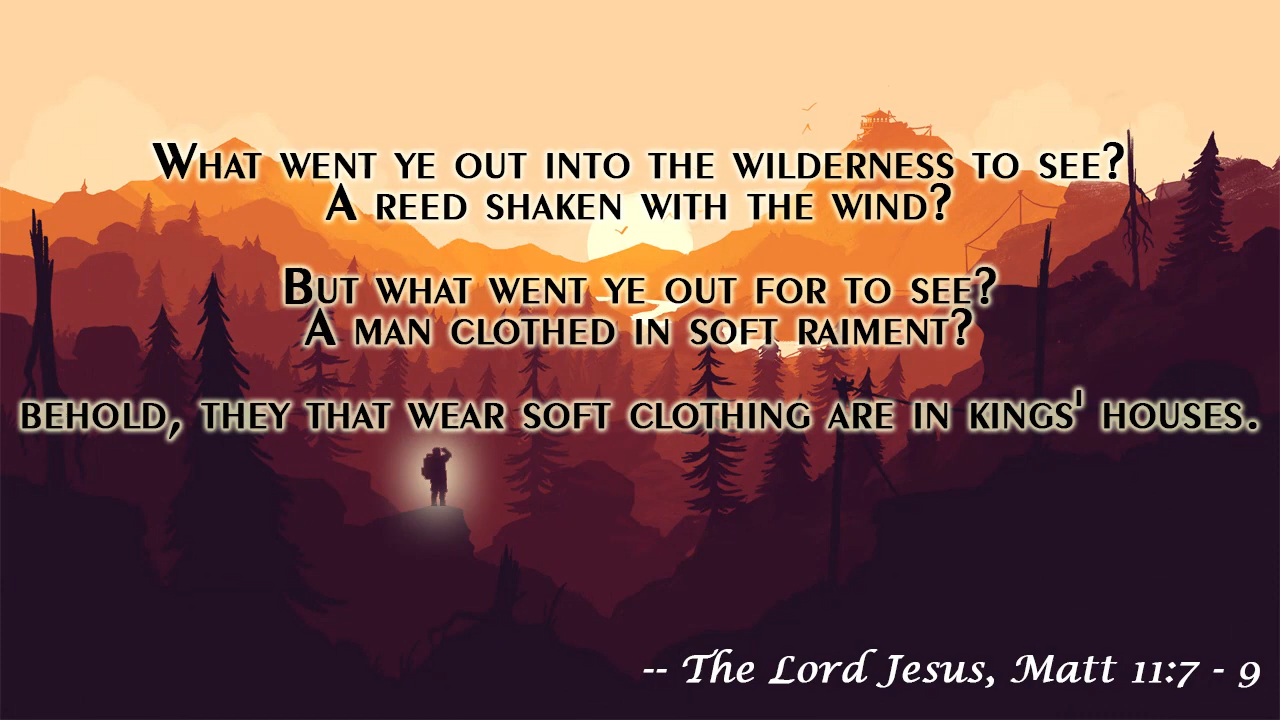 What went ye out into the wilderness to see?
A reed shaken with the wind?
But what went ye out for to see?
A man clothed in soft raiment?
behold, they that wear soft clothing are in kings' houses.
-- The Lord Jesus, Matt 11:7 - 9